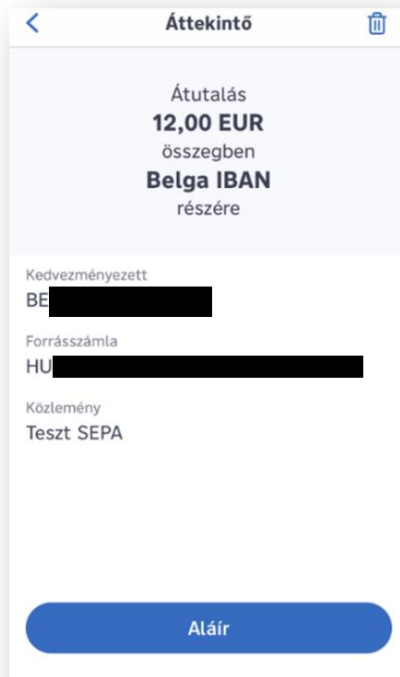 Áttekintő
Átutalás
12,00 EUR
összegben
Belga IBAN
részére
Kedvezményezett
BE
Forrásszámla
HU
Közlemény
Teszt SEPA
Aláír